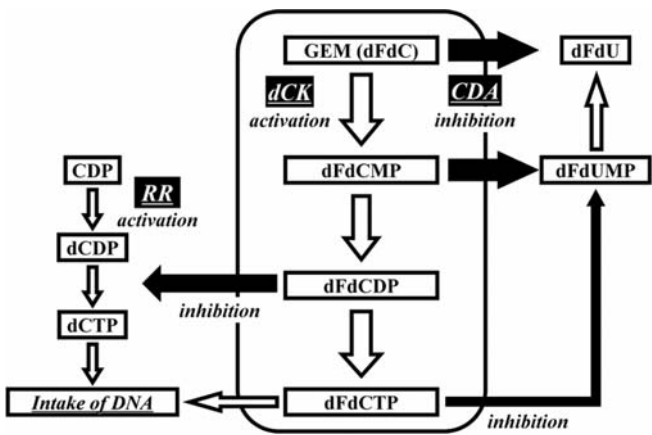 GEM (dFdC)
dFdU
dCK
activation
CDA
inhibition
CDP
RR
activation
dFdCMP
dFdUMP
dCDP
dFdCDP
inhibition
dCTP
Intake of DNA
dFdCTP
inhibition